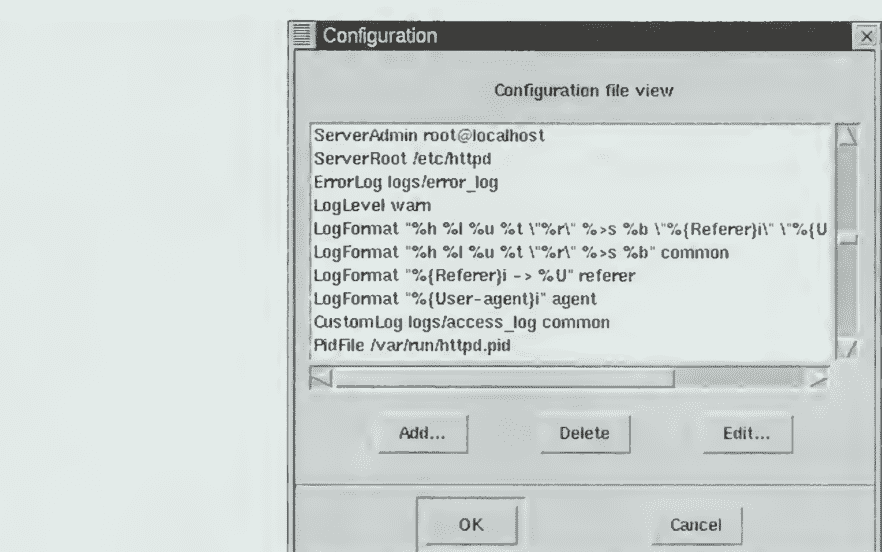 Configuration
Configuration file view
ServerAdmin root@localhost
ServerRoot /etc/httpd
ErrorLog logs/error_log
LogLevel warn
LogFormat "%h %l %u %t \"%r\" %>s %b \"%{Referer}i\" \"%{U
LogFormat "%h %l %u %t \"%r\" %>s %b" common
LogFormat "%{Referer}i -> %U" referer
LogFormat "%{User-agent}i" agent
CustomLog logs/access_log common
PidFile /var/run/httpd.pid
Add... Delete Edit...
OK Cancel